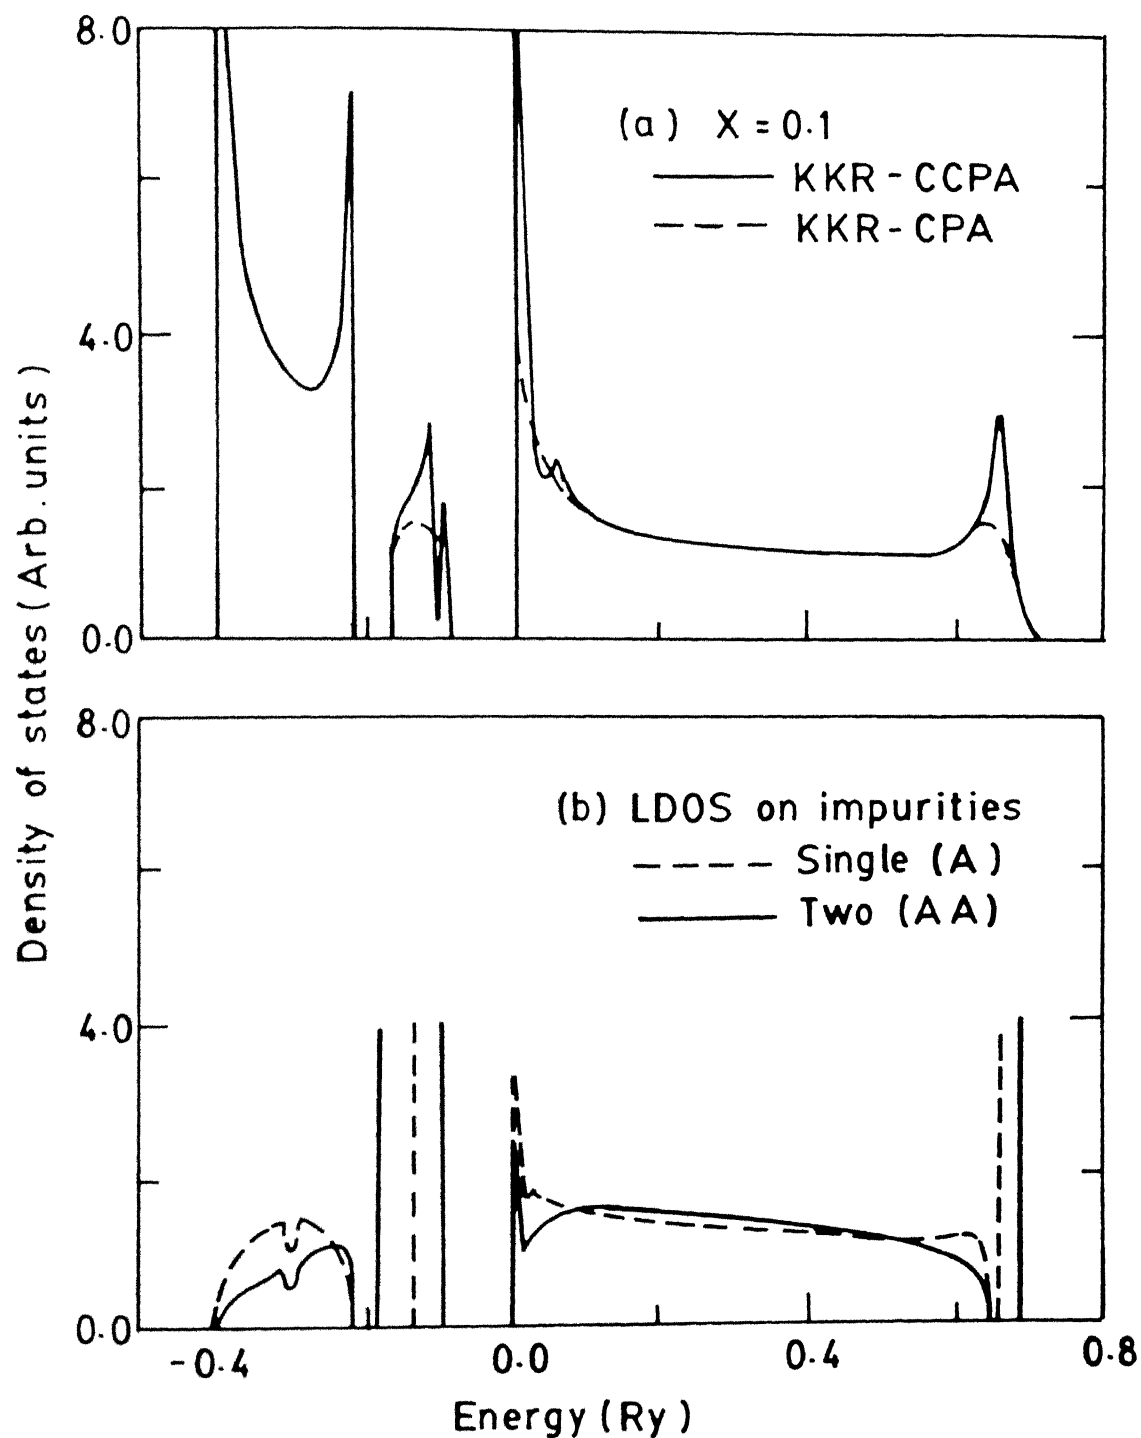 8.0
(a) X = 0.1
KKR-CCPA
KKR-CPA
4.0
0.0
Density of states (Arb.units)
8.0
(b) LDOS on impurities
Single (A)
Two (AA)
4.0
0.0
-0.4 0.0 0.4 0.8
Energy (Ry)